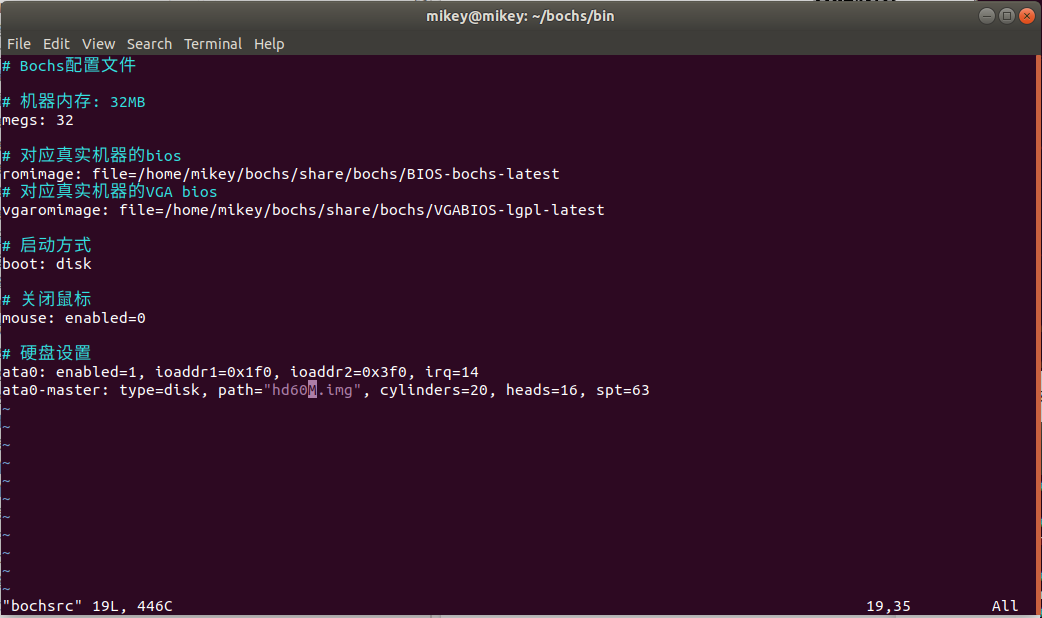 mikey@mikey: ~/bochs/bin
File Edit View Search Terminal Help
# Bochs配置文件
# 机器内存: 32MB
megs: 32
# 对应真实机器的bios
romimage: file=/home/mikey/bochs/share/bochs/BIOS-bochs-latest
# 对应真实机器的VGA bios
vgaromimage: file=/home/mikey/bochs/share/bochs/VGABIOS-lgpl-latest
# 启动方式
boot: disk
# 关闭鼠标
mouse: enabled=0
# 硬盘设置
ata0: enabled=1, ioaddr1=0x1f0, ioaddr2=0x3f0, irq=14
ata0-master: type=disk, path="hd60M.img", cylinders=20, heads=16, spt=63
~
~
~
~
~
~
~
~
~
~
~
"bochsrc" 19L, 446C 19,35 All